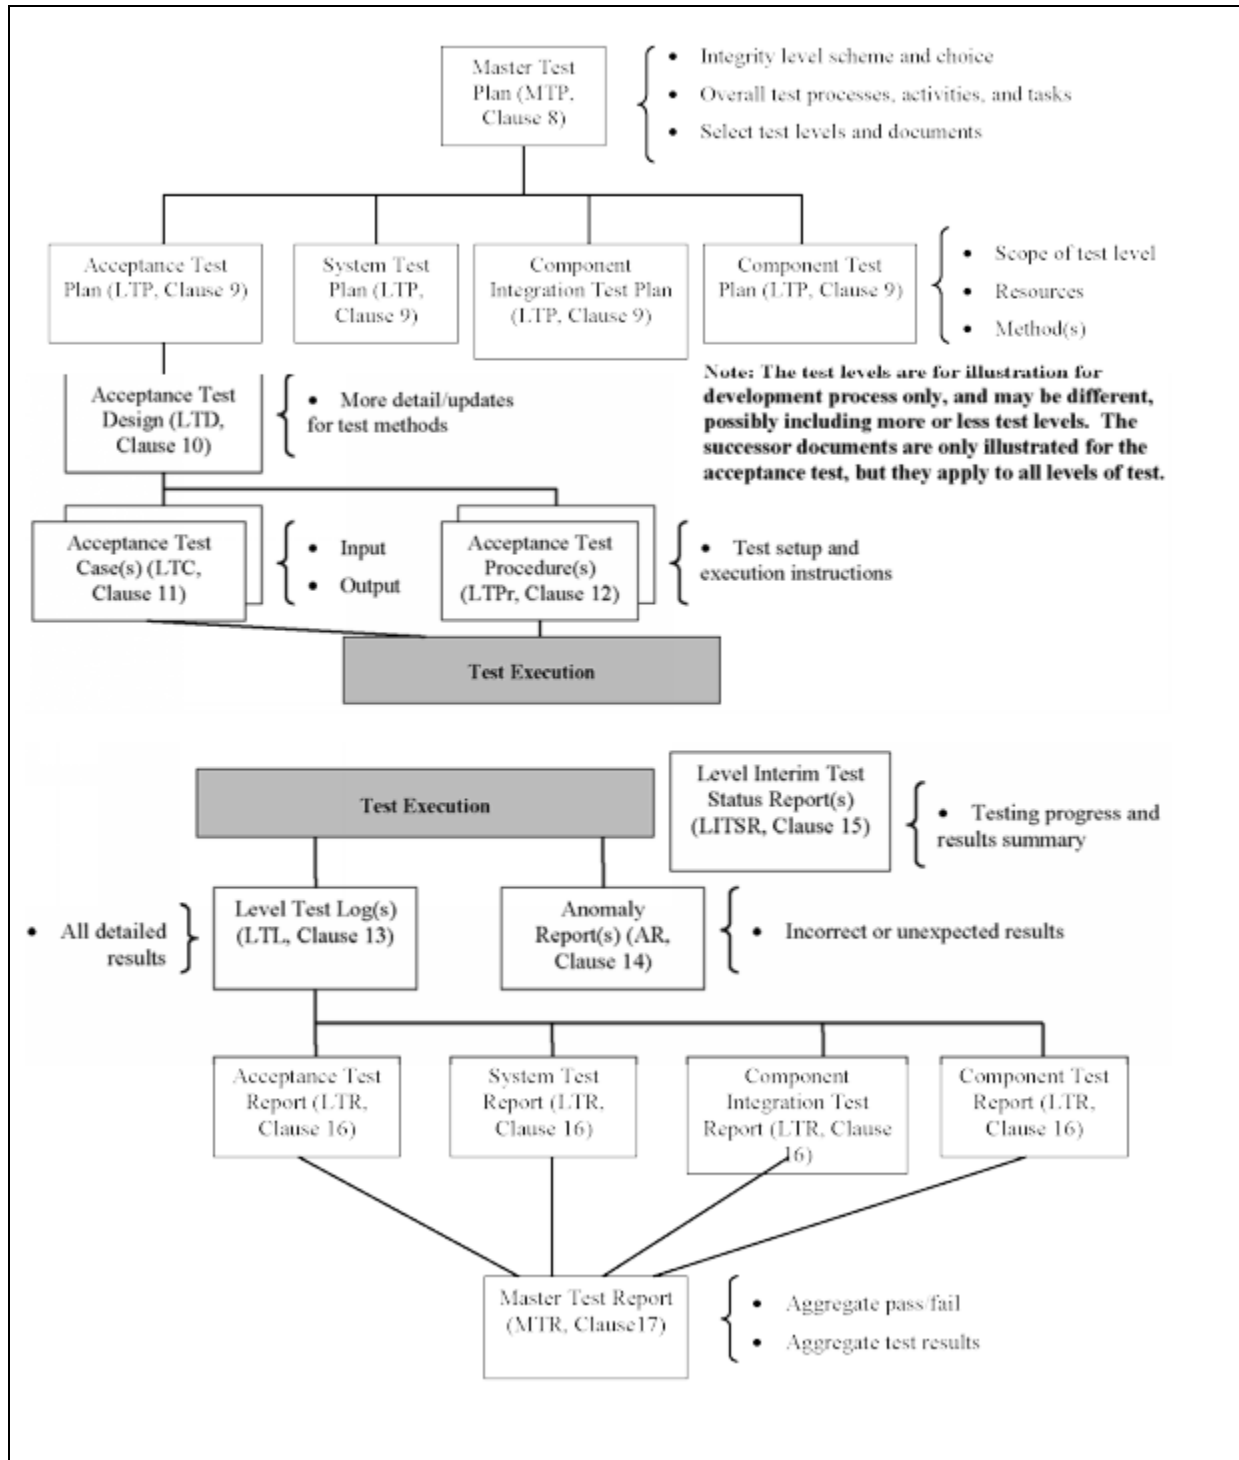 Master Test
Plan (MTP,
Clause 8)
• Integrity level scheme and choice
• Overall test processes, activities, and tasks
• Select test levels and documents
Acceptance Test
Plan (LTP, Clause 9)
System Test
Plan (LTP,
Clause 9)
Component
Integration Test Plan
(LTP, Clause 9)
Component Test
Plan (LTP, Clause 9)
• Scope of test level
• Resources
• Method(s)
Acceptance Test
Design (LTD,
Clause 10)
• More detail/updates
for test methods
Note: The test levels are for illustration for
development process only, and may be different,
possibly including more or less test levels. The
successor documents are only illustrated for the
acceptance test, but they apply to all levels of test.
Acceptance Test
Case(s) (LTC,
Clause 11)
• Input
• Output
Acceptance Test
Procedure(s)
(LTPr, Clause 12)
• Test setup and
execution instructions
Test Execution
Test Execution
Level Interim Test
Status Report(s)
(LITSR, Clause 15)
• Testing progress and
results summary
• All detailed
results
Level Test Log(s)
(LTL, Clause 13)
Anomaly
Report(s) (AR,
Clause 14)
• Incorrect or unexpected results
Acceptance Test
Report (LTR,
Clause 16)
System Test
Report (LTR,
Clause 16)
Component
Integration Test
Report (LTR, Clause
16)
Component Test
Report (LTR,
Clause 16)
Master Test Report
(MTR, Clause17)
• Aggregate pass/fail
• Aggregate test results